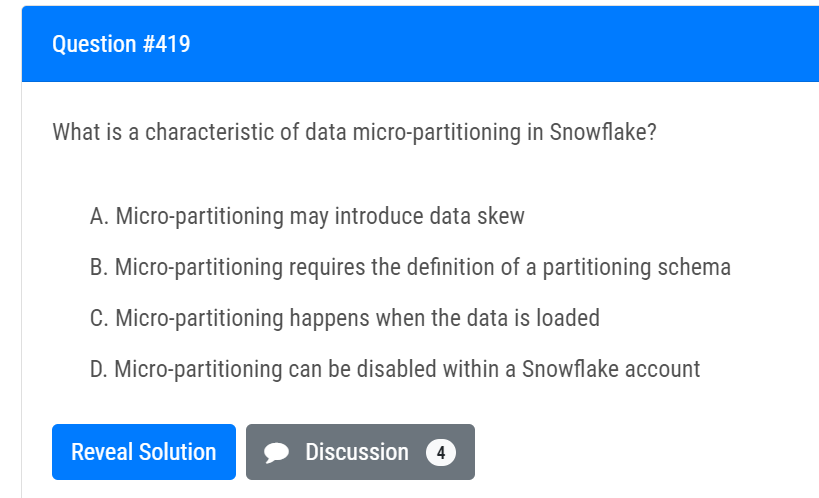 Question #419
What is a characteristic of data micro-partitioning in Snowflake?
A. Micro-partitioning may introduce data skew
B. Micro-partitioning requires the definition of a partitioning schema
C. Micro-partitioning happens when the data is loaded
D. Micro-partitioning can be disabled within a Snowflake account
Reveal Solution Discussion 4